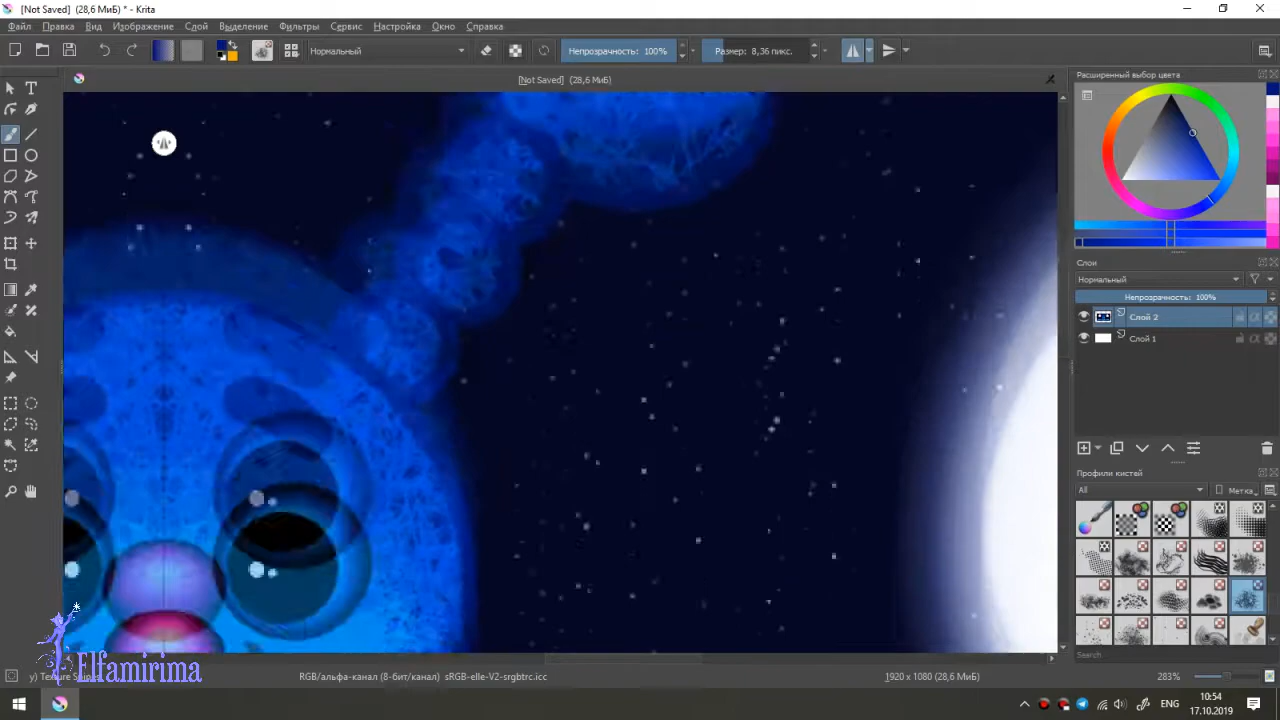 [Not Saved] (28,6 МиБ) * - Krita
Файл Правка Вид Изображение Слой Выделение Фильтры Сервис Настройка Окно Справка
Нормальный Непрозрачность: 100% Размер: 8,36 пикс.
[Not Saved] (28,6 МиБ)
Расширенный выбор цвета
Слои
Нормальный
Непрозрачность: 100%
Слой 2
Слой 1
Профили кистей
All Метка
Search
Elfamirima
RGB/альфа-канал (8-бит/канал) sRGB-elle-V2-srgbtrc.icc 1920 x 1080 (28,6 МиБ) 283%
ENG
10:54
17.10.2019